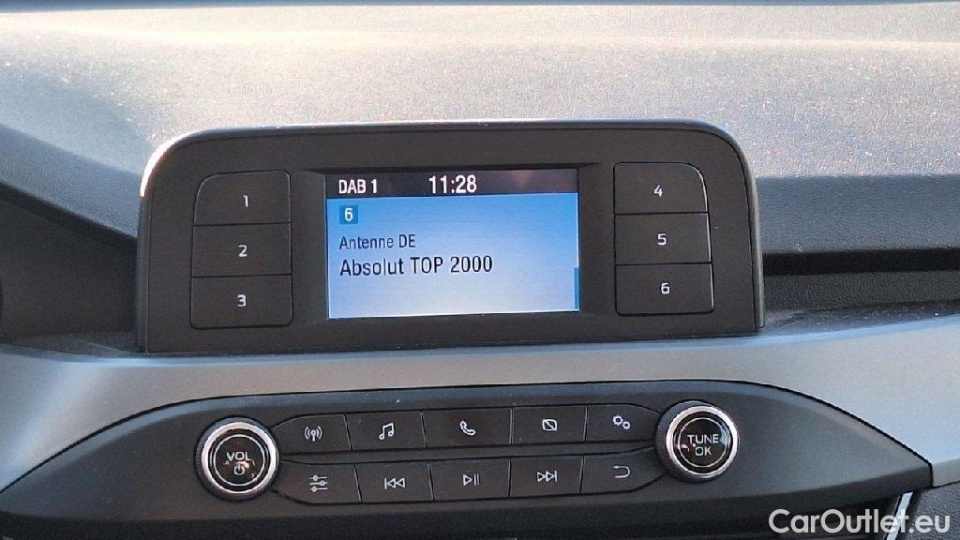 DAB 1 11:28
6
Antenne DE
Absolut TOP 2000
1
2
3
4
5
6
VOL
TUNE
OK
CarOutlet.eu